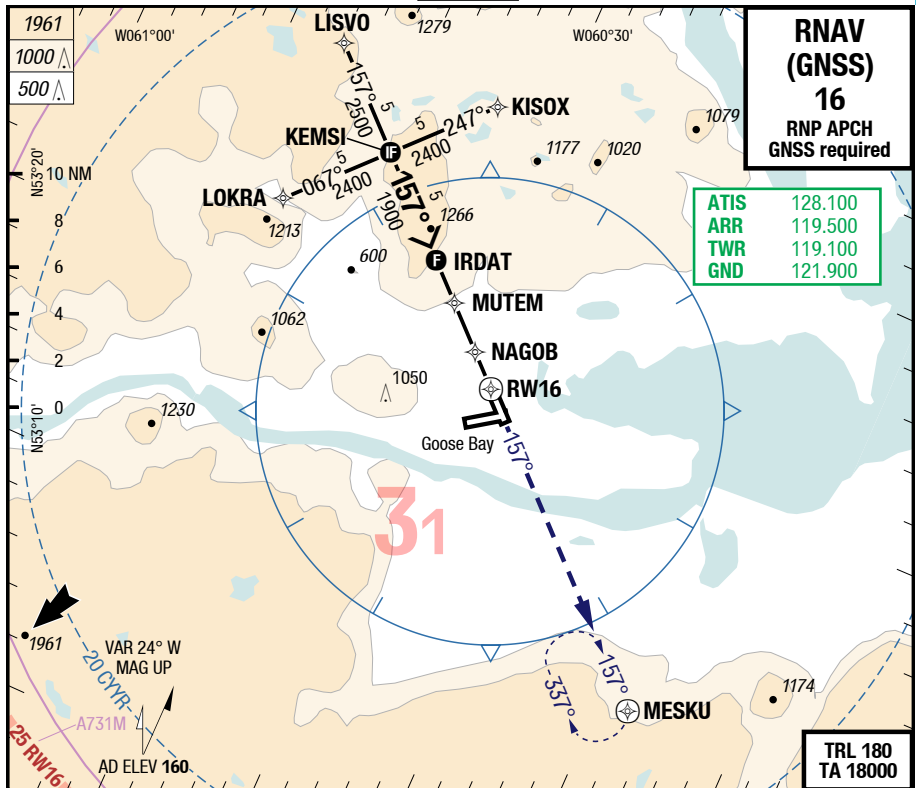 1961
1000
500
W061°00'
LISVO
1279
W060°30'
RNAV
(GNSS)
16
RNP APCH
GNSS required
157°
5
2500
KISOX
247°
5
2400
KEMSI
IF
1079
1177
1020
N53°20'
10 NM
LOKRA
067°
5
2400
157°
5
1900
1266
1213
ATIS 128.100
ARR 119.500
TWR 119.100
GND 121.900
8
600
F
IRDAT
6
MUTEM
4
1062
NAGOB
2
1050
RW16
0
N53°10'
1230
Goose Bay
157°
31
1961
VAR 24° W
MAG UP
20 CYYR
157°
337°
MESKU
1174
A731M
25 RW16
AD ELEV 160
TRL 180
TA 18000